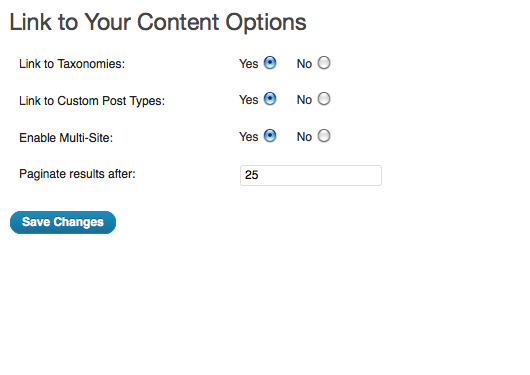 Link to Your Content Options
Link to Taxonomies: Yes No
Link to Custom Post Types: Yes No
Enable Multi-Site: Yes No
Paginate results after: 25
Save Changes